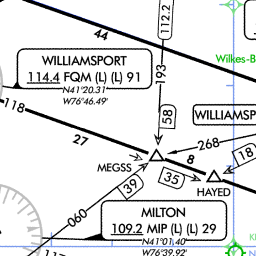 112.2
44
Wilkes-B
WILLIAMSPORT
114.4 FQM (L) (L) 91
N41°20.31'
W76°46.49'
193
118
58
WILLIAMSP
27
268
MEGSS
8
18
35
39
HAYED
060
MILTON
109.2 MIP (L) (L) 29
N41°01.40'
W76°39.92'